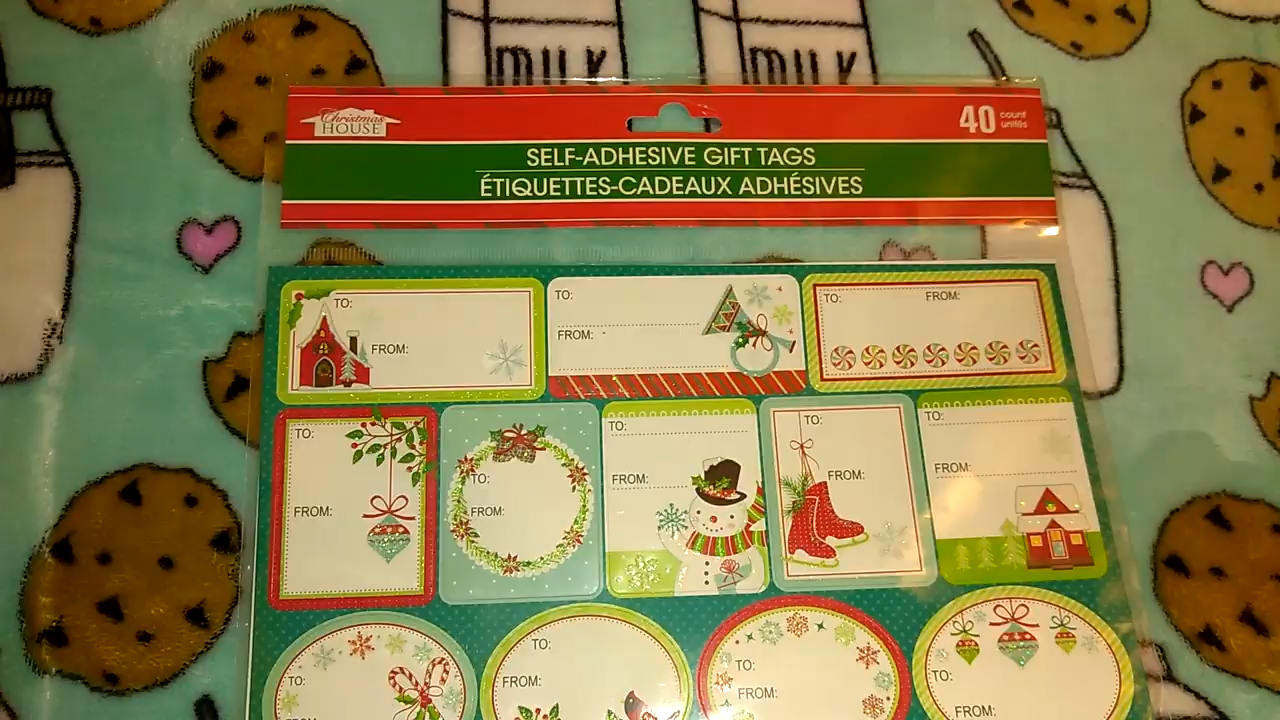 MILK
MILK
Christmas
HOUSE
40 count
unités
SELF-ADHESIVE GIFT TAGS
ÉTIQUETTES-CADEAUX ADHÉSIVES
TO:
FROM:
TO:
FROM:
TO: FROM:
TO:
FROM:
TO:
FROM:
TO:
FROM:
TO:
FROM:
TO:
FROM:
TO:
FROM:
TO:
FROM:
TO:
FROM:
TO:
FROM: